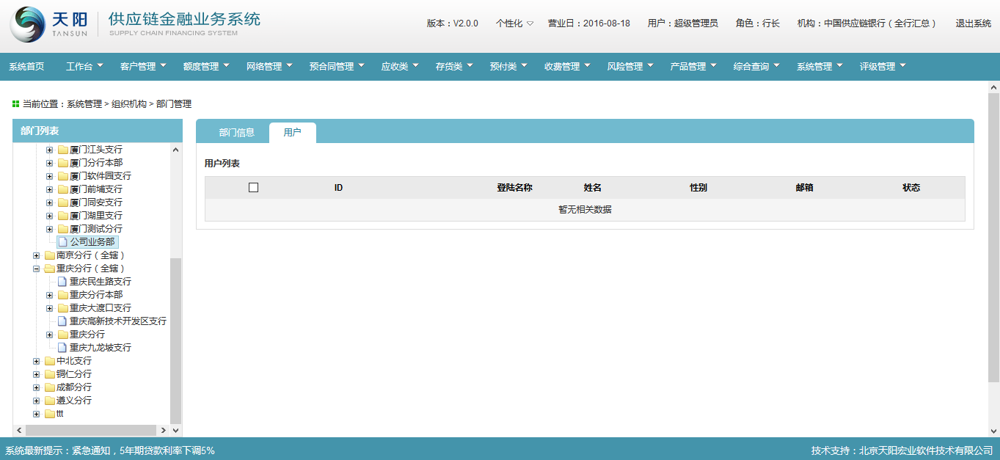 天阳 TANSUN 供应链金融业务系统
SUPPLY CHAIN FINANCING SYSTEM
版本：V2.0.0 个性化 营业日：2016-08-18 用户：超级管理员 角色：行长 机构：中国供应链银行（全行汇总） 退出系统
系统首页 工作台 客户管理 额度管理 网络管理 预合同管理 应收类 存货类 预付类 收费管理 风险管理 产品管理 综合查询 系统管理 评级管理
当前位置：系统管理 > 组织机构 > 部门管理
部门列表
厦门江头支行
厦门分行本部
厦门软件园支行
厦门前埔支行
厦门同安支行
厦门湖里支行
厦门测试分行
公司业务部
南京分行（全辖）
重庆分行（全辖）
重庆民生路支行
重庆分行本部
重庆大渡口支行
重庆高新技术开发区支行
重庆分行
重庆九龙坡支行
中北支行
铜仁分行
成都分行
遵义分行
ttt
部门信息 用户
用户列表
ID 登陆名称 姓名 性别 邮箱 状态
暂无相关数据
系统最新提示：紧急通知，5年期贷款利率下调5% 技术支持：北京天阳宏业软件技术有限公司